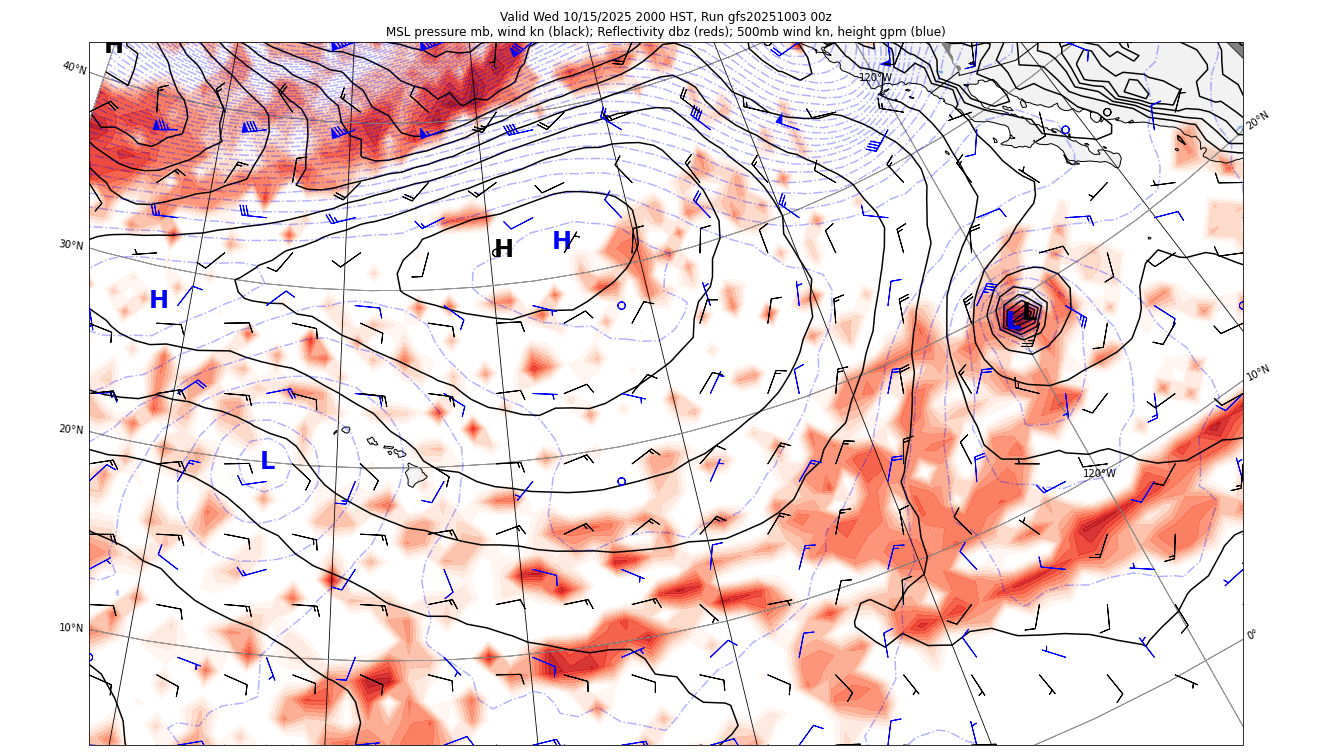 Valid Wed 10/15/2025 2000 HST, Run gfs20251003 00z
MSL pressure mb, wind kn (black); Reflectivity dbz (reds); 500mb wind kn, height gpm (blue)
H
40°N
120°W
20°N
30°N
H
H
H
L
L
10°N
20°N
L
120°W
10°N
0°